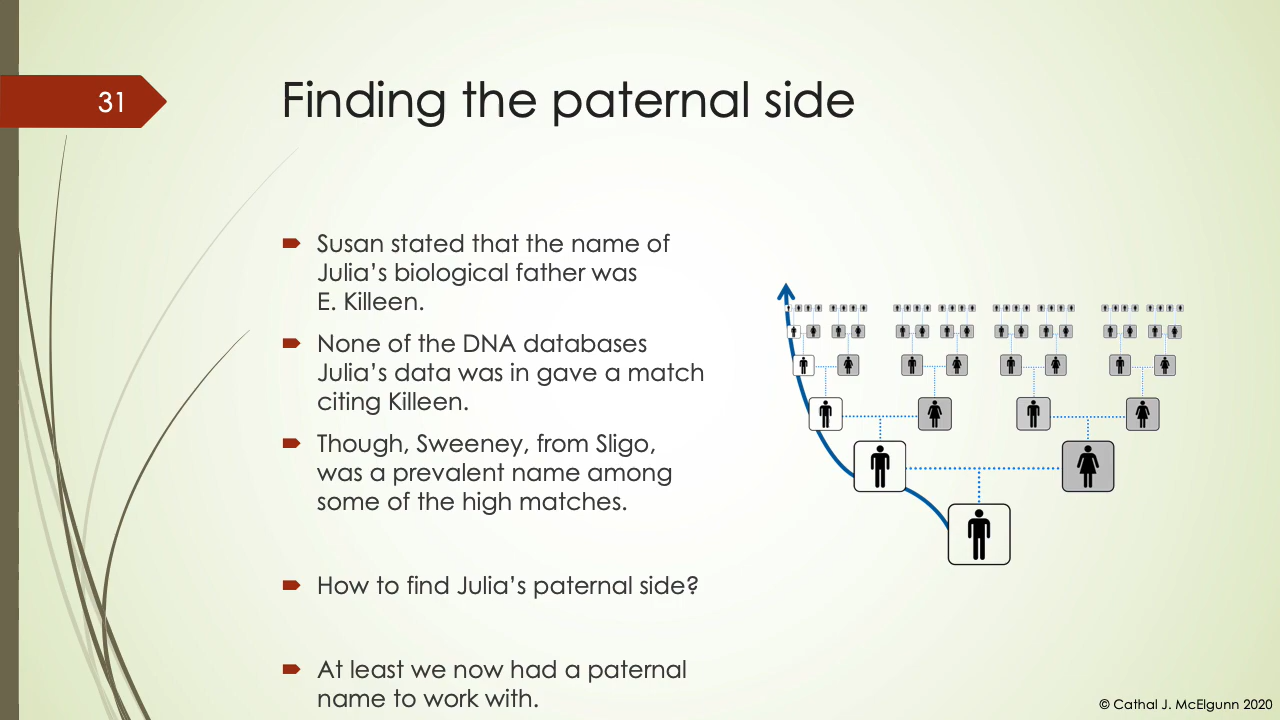 31
Finding the paternal side
Susan stated that the name of
Julia’s biological father was
E. Killeen.
None of the DNA databases
Julia’s data was in gave a match
citing Killeen.
Though, Sweeney, from Sligo,
was a prevalent name among
some of the high matches.
How to find Julia’s paternal side?
At least we now had a paternal
name to work with.
© Cathal J. McElgunn 2020